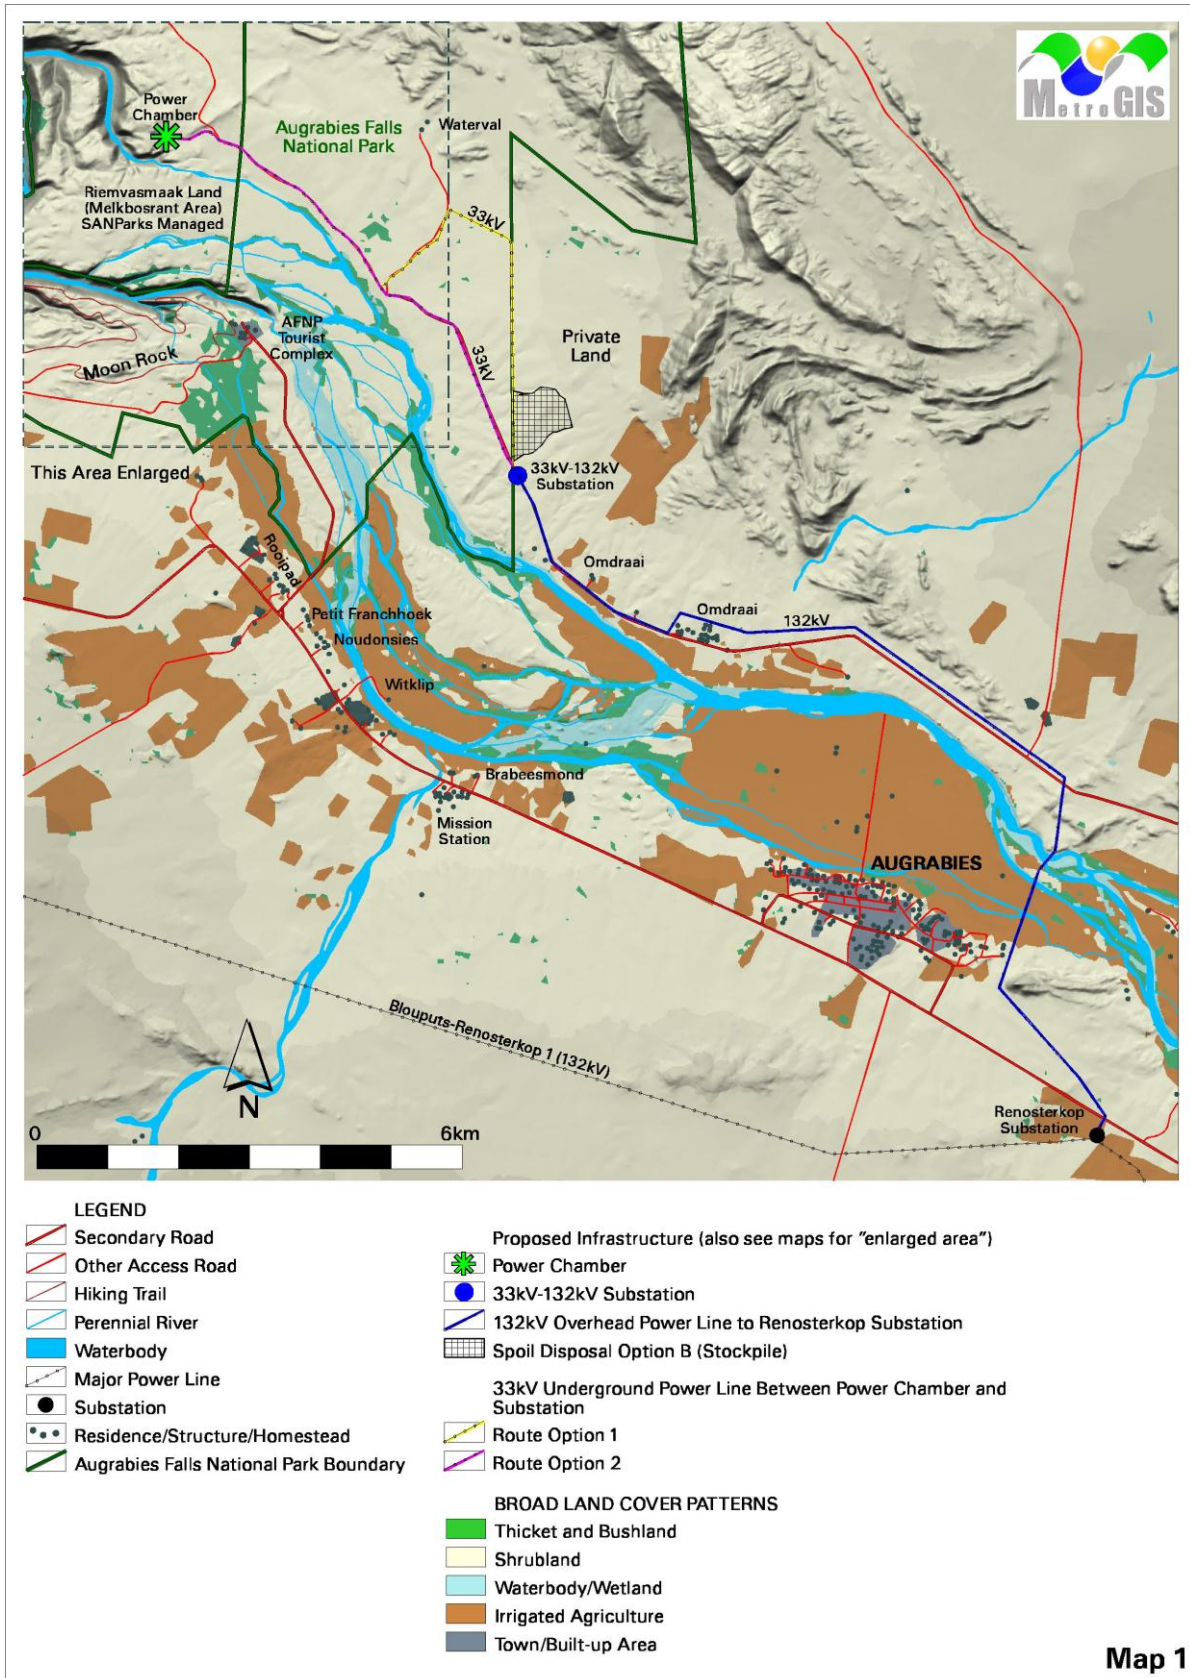 MetroGIS
Power
Chamber
Augrabies Falls
National Park
Waterval
Riemvasmaak Land
(Melkbosrant Area)
SANParks Managed
33kV
AFNP
Tourist
Complex
Moon Rock
33kV
Private
Land
This Area Enlarged
33kV-132kV
Substation
Rooipad
Omdraai
Omdraai
132kV
Petit Franchhoek
Noudonsies
Witklip
Brabeesmond
Mission
Station
AUGRABIES
Blouputs-Renosterkop 1 (132kV)
N
0 6km
Renosterkop
Substation
LEGEND
Secondary Road
Other Access Road
Hiking Trail
Perennial River
Waterbody
Major Power Line
Substation
Residence/Structure/Homestead
Augrabies Falls National Park Boundary
Proposed Infrastructure (also see maps for "enlarged area")
Power Chamber
33kV-132kV Substation
132kV Overhead Power Line to Renosterkop Substation
Spoil Disposal Option B (Stockpile)
33kV Underground Power Line Between Power Chamber and
Substation
Route Option 1
Route Option 2
BROAD LAND COVER PATTERNS
Thicket and Bushland
Shrubland
Waterbody/Wetland
Irrigated Agriculture
Town/Built-up Area
Map 1